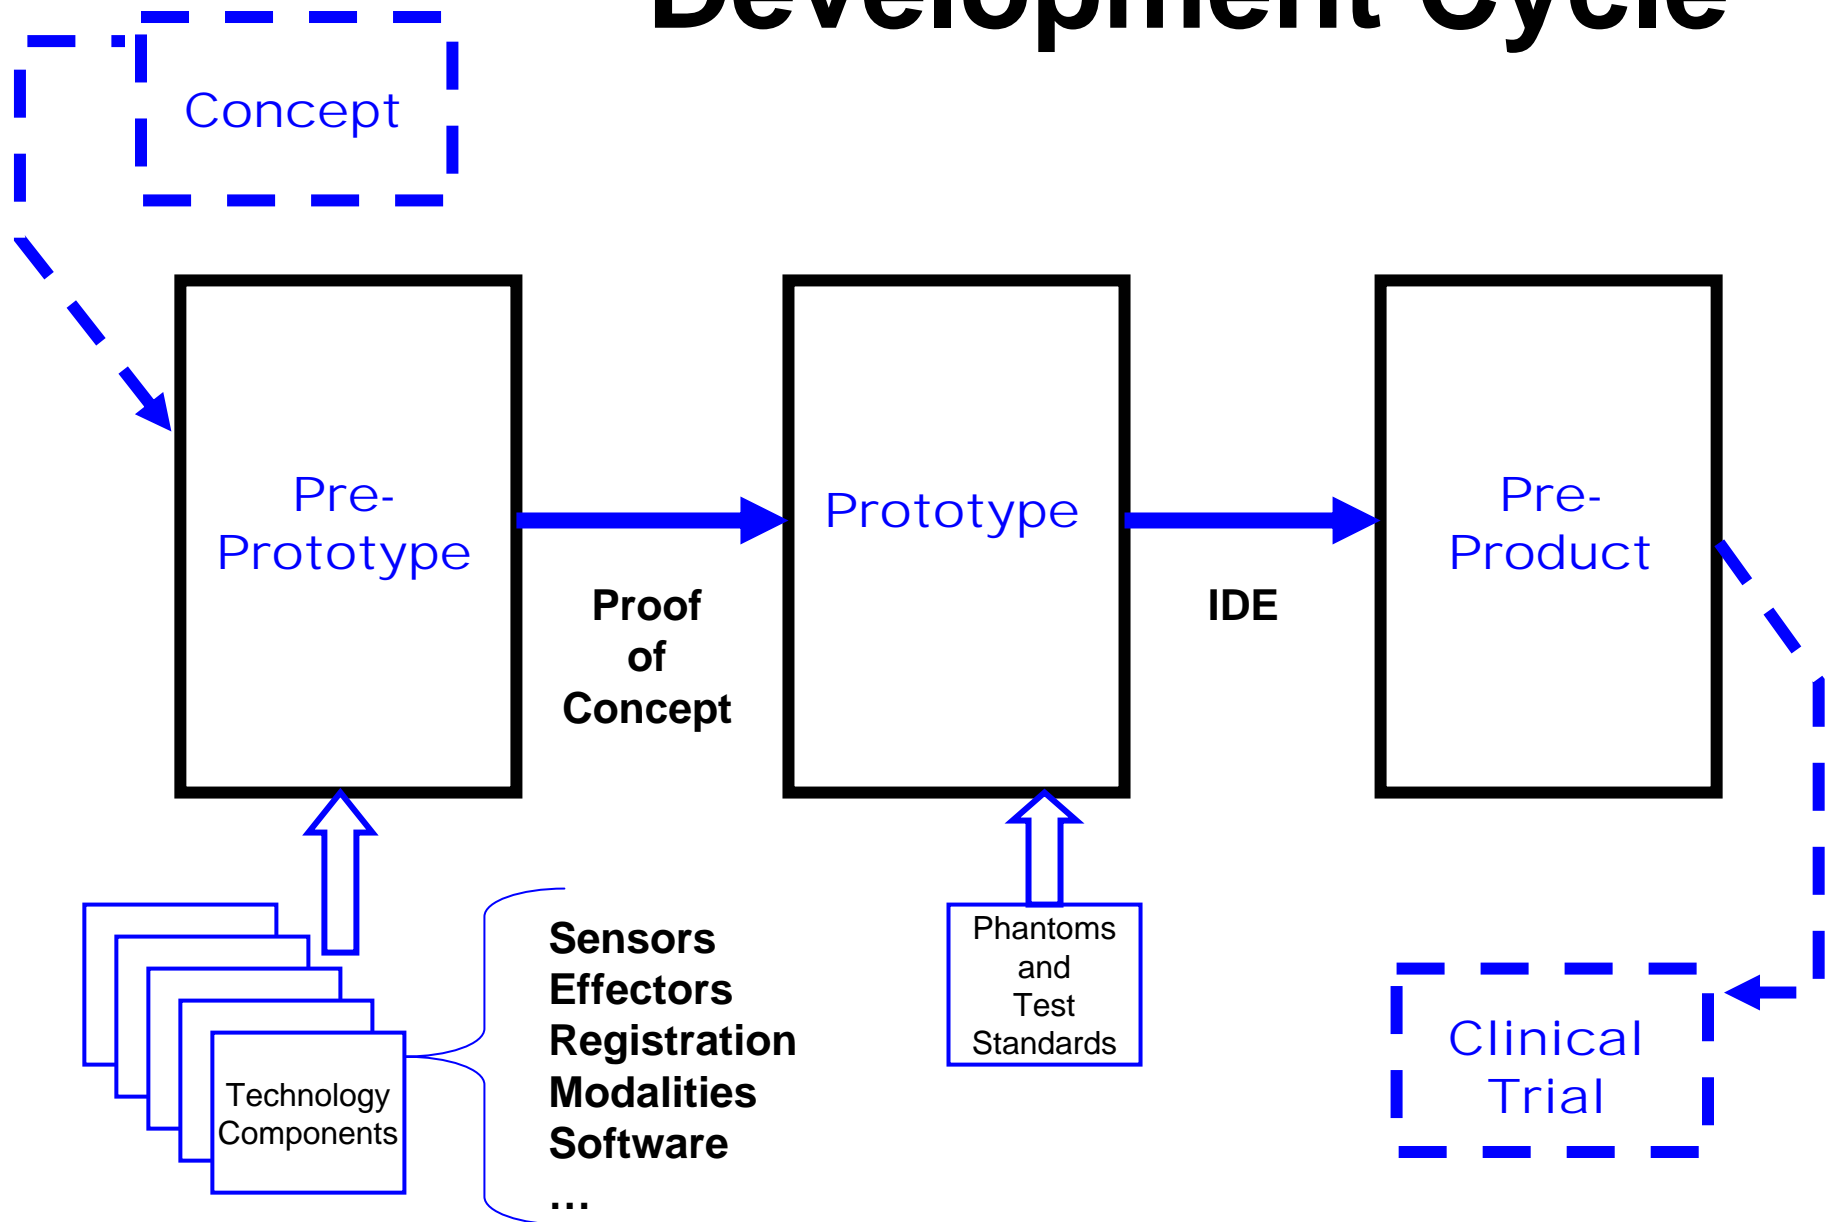 Development Cycle
Concept
Pre-
Prototype
Proof
of
Concept
Prototype
IDE
Pre-
Product
Technology
Components
Sensors
Effectors
Registration
Modalities
Software
...
Phantoms
and
Test
Standards
Clinical
Trial